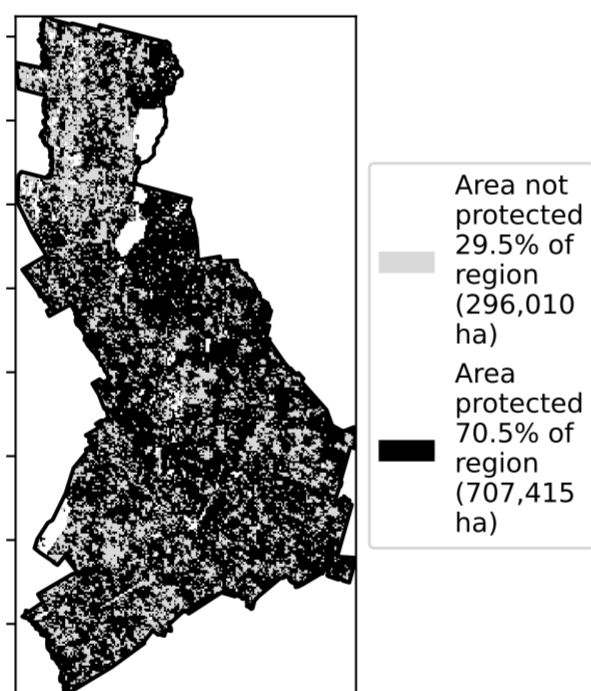 Area not
protected
29.5% of
region
(296,010
ha)
Area
protected
70.5% of
region
(707,415
ha)